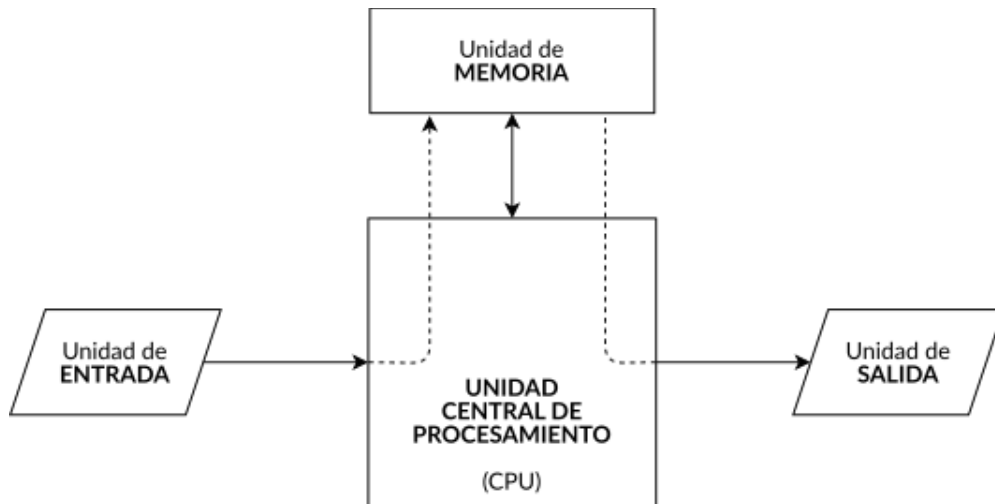 Unidad de
MEMORIA
Unidad de
ENTRADA
UNIDAD
CENTRAL DE
PROCESAMIENTO
(CPU)
Unidad de
SALIDA